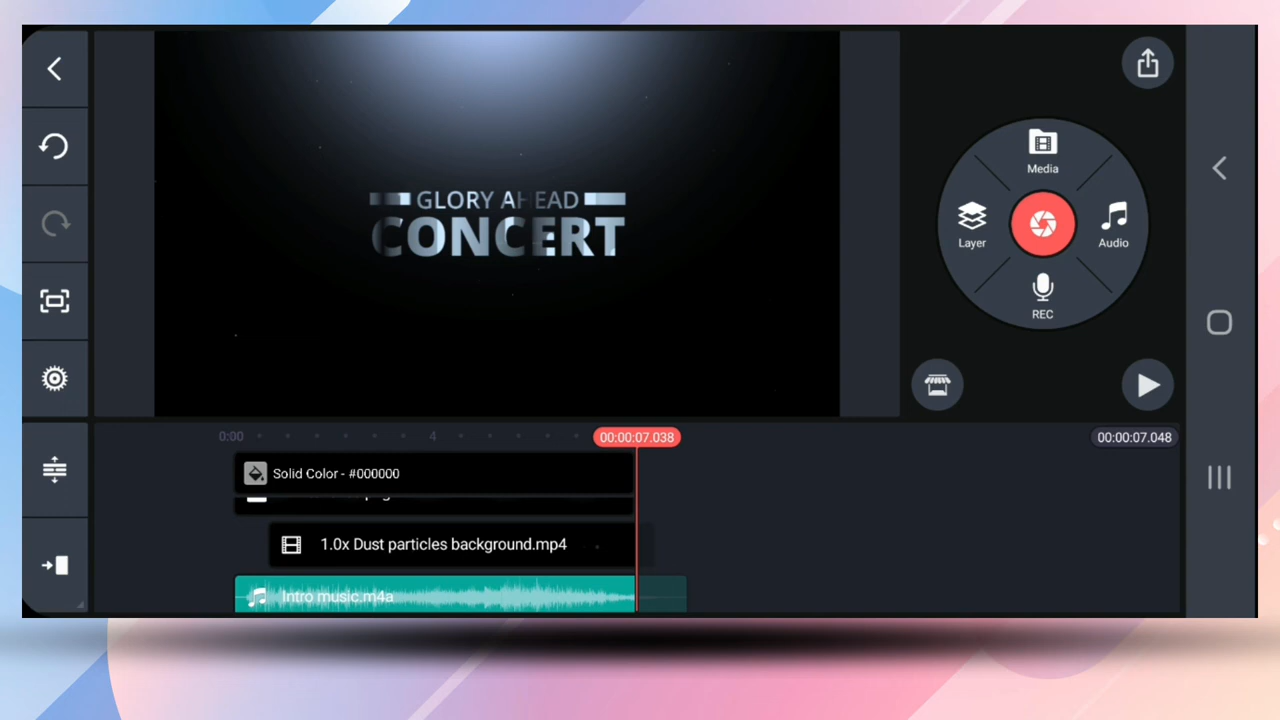 GLORY AHEAD
CONCERT
Media
Layer
Audio
REC
0:00
4
00:00:07.038
00:00:07.048
Solid Color - #000000
1.0x Dust particles background.mp4
Intro music.m4a